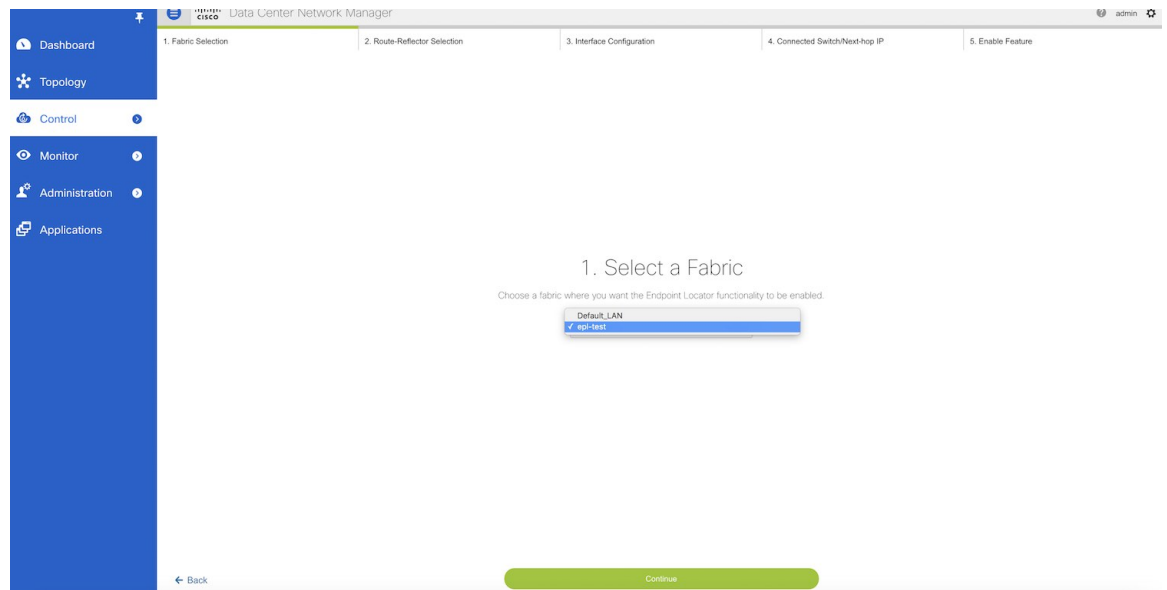 CISCO Data Center Network Manager
admin
Dashboard
Topology
Control
Monitor
Administration
Applications
1. Fabric Selection
2. Route-Reflector Selection
3. Interface Configuration
4. Connected Switch/Next-hop IP
5. Enable Feature
1. Select a Fabric
Choose a fabric where you want the Endpoint Locator functionality to be enabled.
Default_LAN
✓ epl-test
← Back
Continue